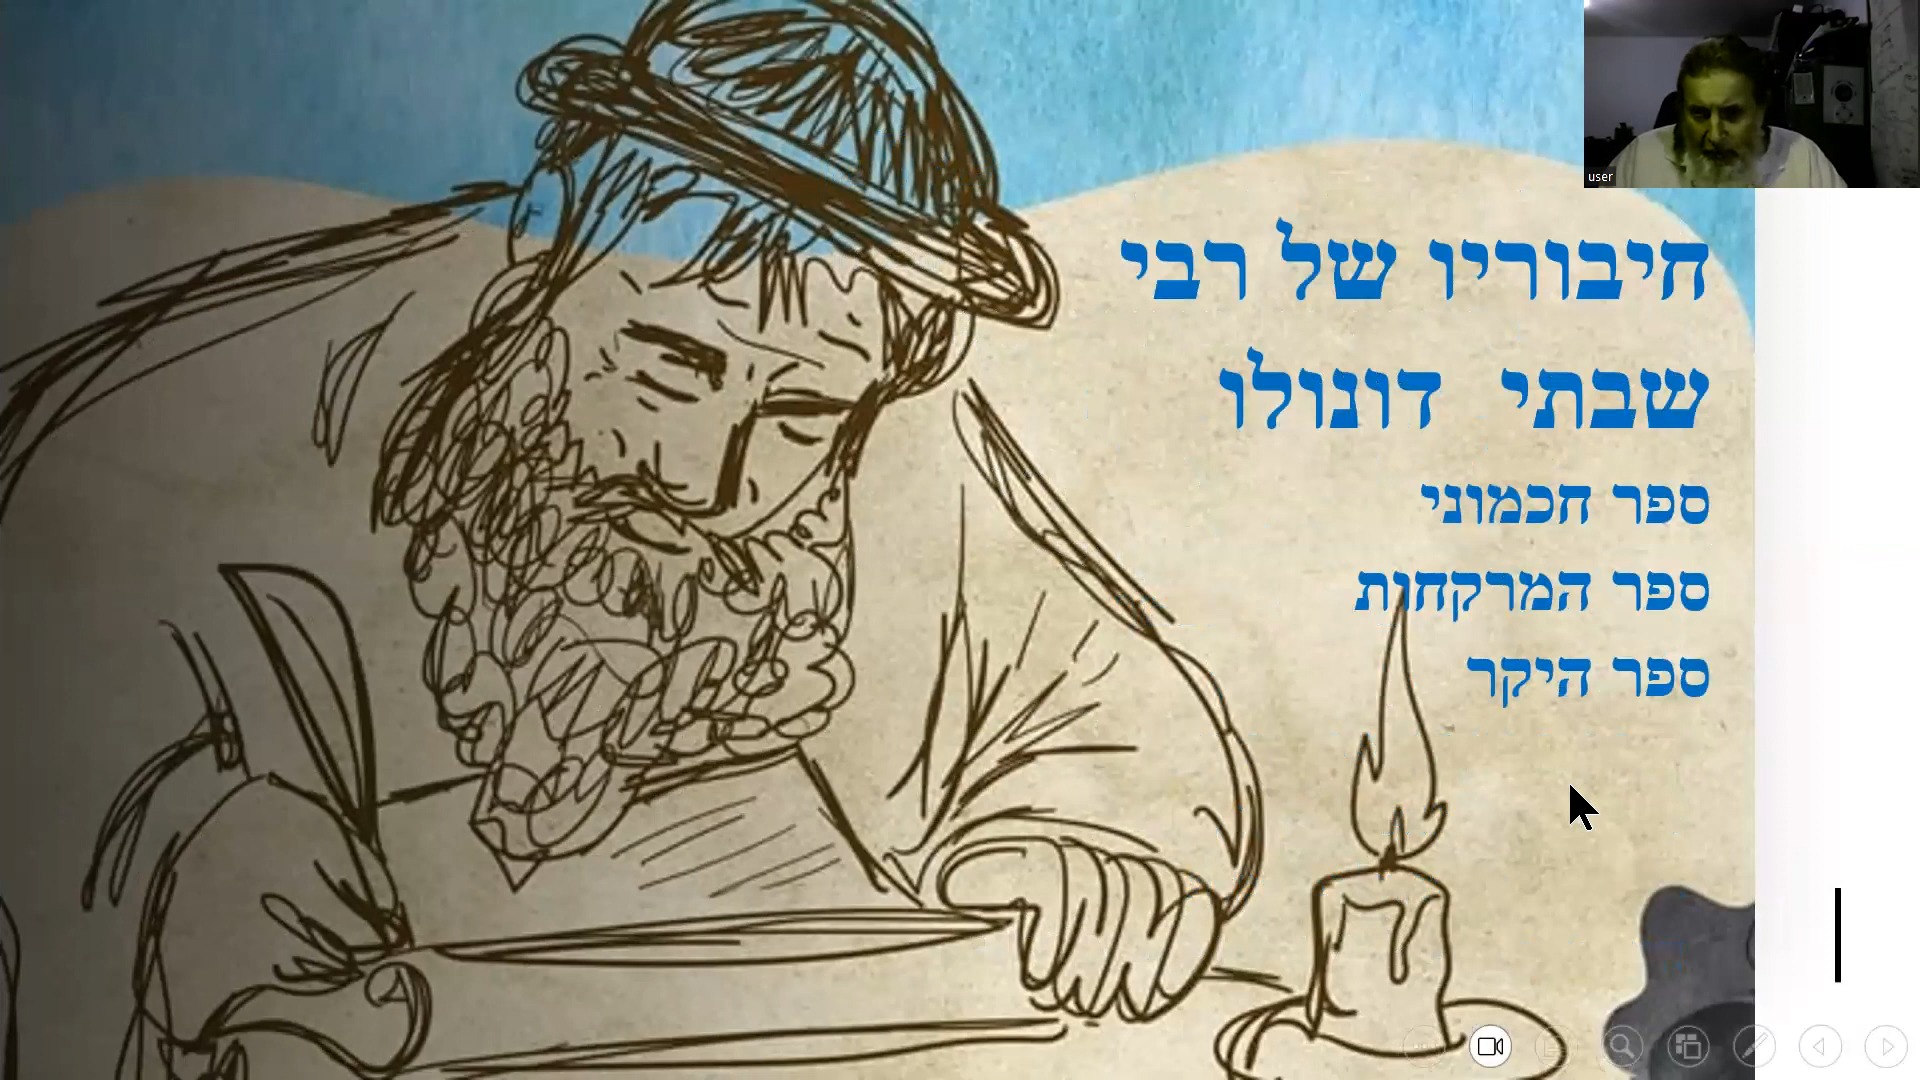 user
חיבוריו של רבי
שבתי דונולו
ספר חכמוני
ספר המרקחות
ספר היקר